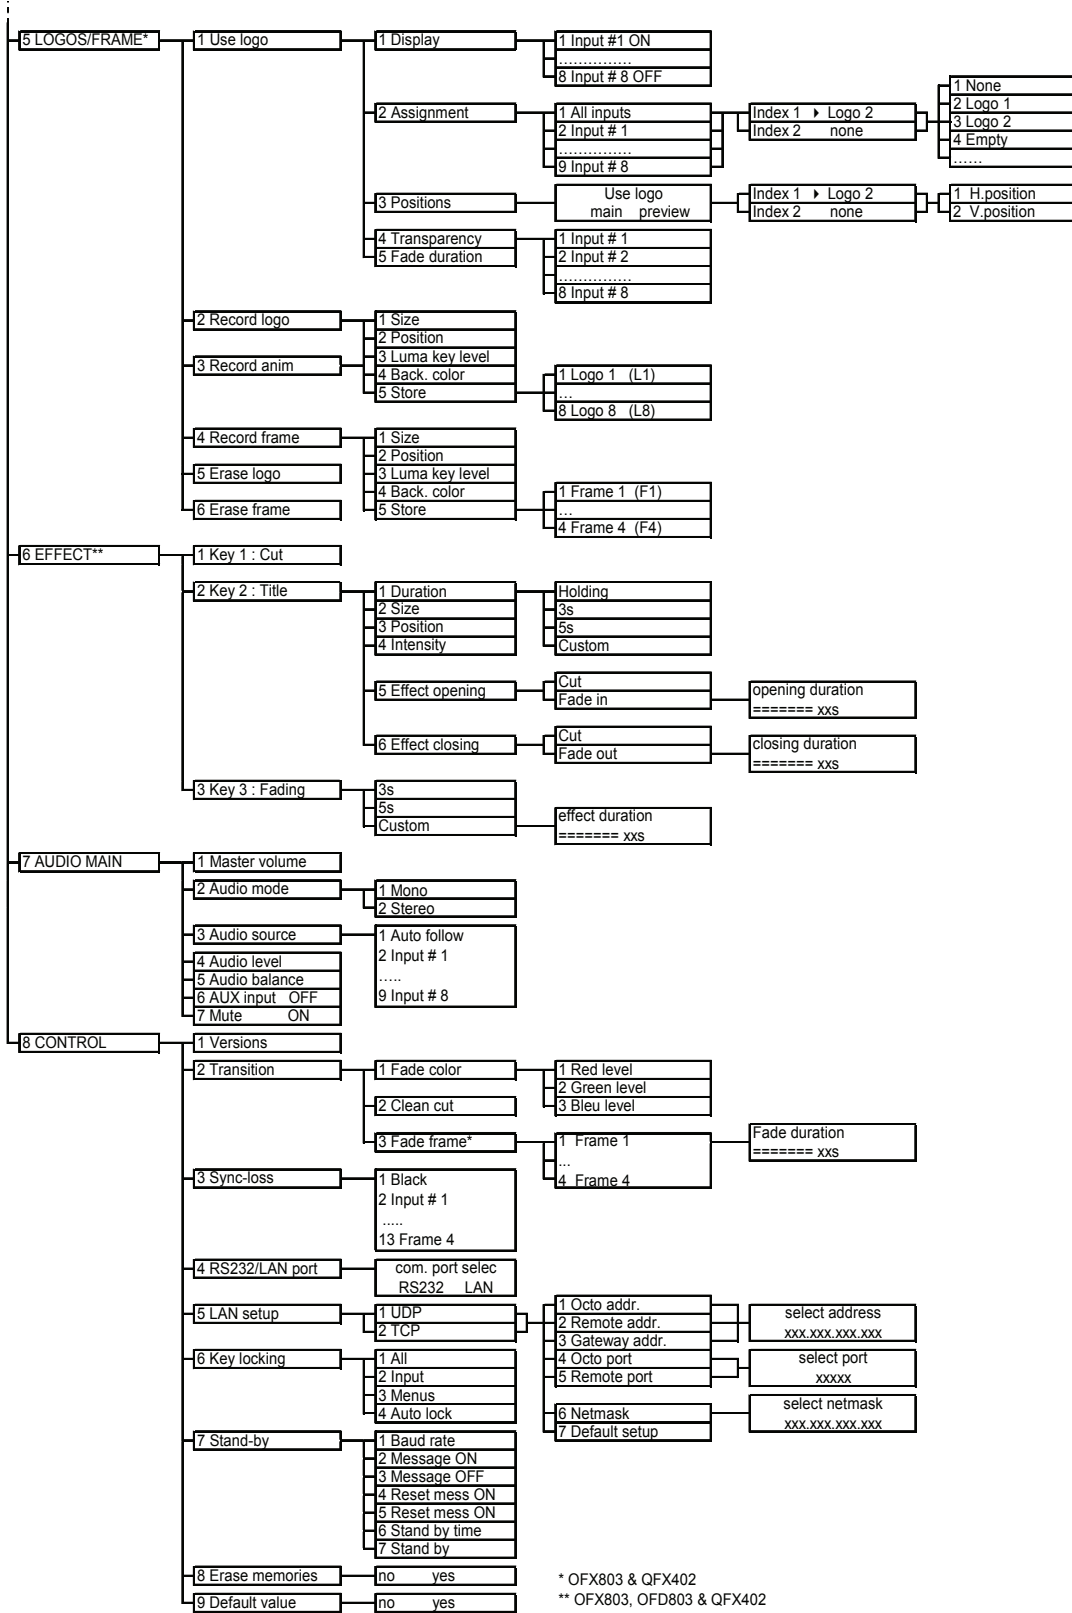 5 LOGOS/FRAME*
1 Use logo
1 Display
1 Input #1 ON
...............
8 Input # 8 OFF
2 Assignment
1 All inputs
2 Input # 1
...............
9 Input # 8
Index 1 ▸ Logo 2
Index 2 none
1 None
2 Logo 1
3 Logo 2
4 Empty
......
3 Positions
Use logo
main preview
Index 1 ▸ Logo 2
Index 2 none
1 H.position
2 V.position
4 Transparency
5 Fade duration
1 Input # 1
2 Input # 2
...............
8 Input # 8
2 Record logo
3 Record anim
1 Size
2 Position
3 Luma key level
4 Back. color
5 Store
1 Logo 1 (L1)
...
8 Logo 8 (L8)
4 Record frame
1 Size
2 Position
3 Luma key level
4 Back. color
5 Store
1 Frame 1 (F1)
...
4 Frame 4 (F4)
5 Erase logo
6 Erase frame
6 EFFECT**
1 Key 1 : Cut
2 Key 2 : Title
1 Duration
2 Size
3 Position
4 Intensity
Holding
3s
5s
Custom
5 Effect opening
Cut
Fade in
opening duration
======= xxs
6 Effect closing
Cut
Fade out
closing duration
======= xxs
3 Key 3 : Fading
3s
5s
Custom
effect duration
======= xxs
7 AUDIO MAIN
1 Master volume
2 Audio mode
1 Mono
2 Stereo
3 Audio source
1 Auto follow
2 Input # 1
.....
9 Input # 8
4 Audio level
5 Audio balance
6 AUX input OFF
7 Mute ON
8 CONTROL
1 Versions
2 Transition
1 Fade color
1 Red level
2 Green level
3 Bleu level
2 Clean cut
3 Fade frame*
1 Frame 1
...
4 Frame 4
Fade duration
======= xxs
3 Sync-loss
1 Black
2 Input # 1
.....
13 Frame 4
4 RS232/LAN port
com. port selec
RS232 LAN
5 LAN setup
1 UDP
2 TCP
1 Octo addr.
2 Remote addr.
3 Gateway addr.
4 Octo port
5 Remote port
6 Netmask
7 Default setup
select address
xxx.xxx.xxx.xxx
select port
xxxxx
select netmask
xxx.xxx.xxx.xxx
6 Key locking
1 All
2 Input
3 Menus
4 Auto lock
7 Stand-by
1 Baud rate
2 Message ON
3 Message OFF
4 Reset mess ON
5 Reset mess ON
6 Stand by time
7 Stand by
8 Erase memories
no yes
9 Default value
no yes
* OFX803 & QFX402
** OFX803, OFD803 & QFX402